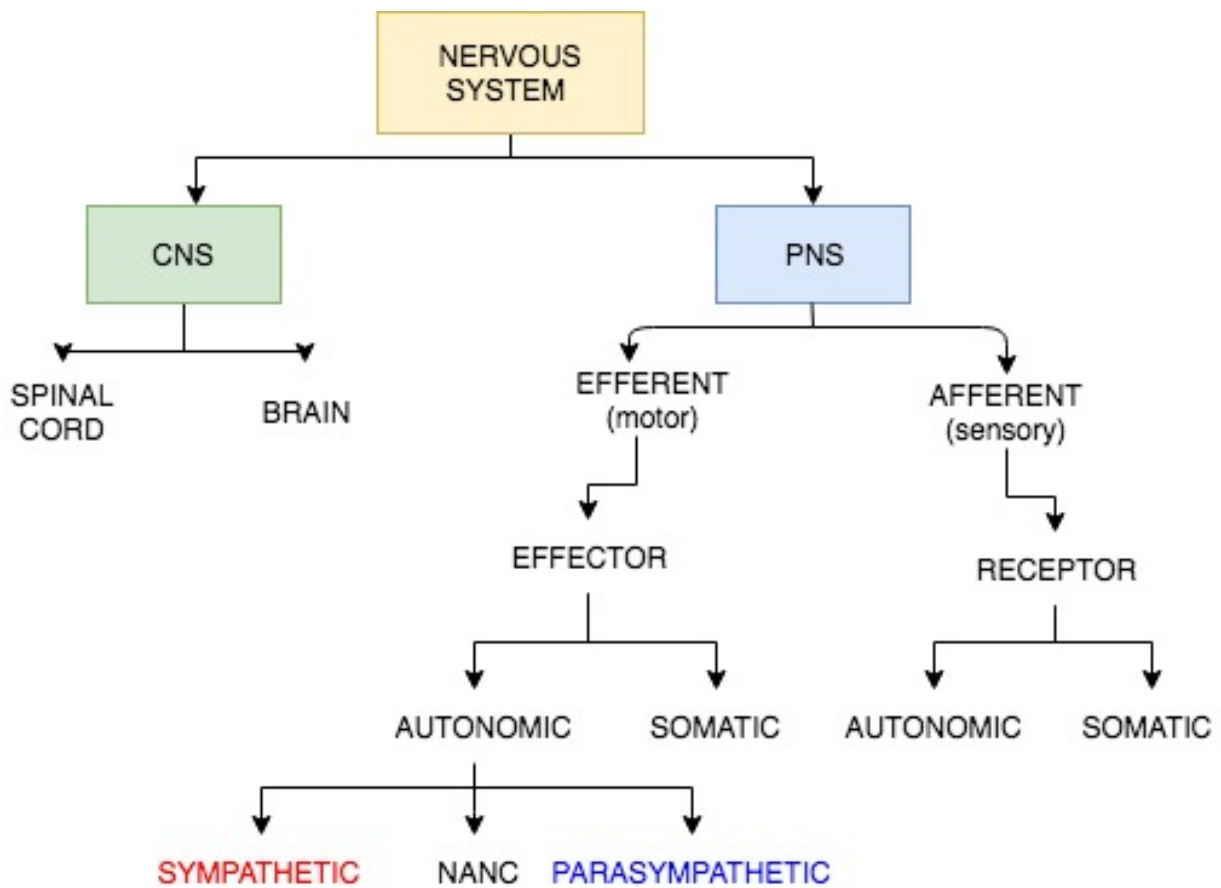 NERVOUS
SYSTEM
CNS
PNS
SPINAL
CORD
BRAIN
EFFERENT
(motor)
AFFERENT
(sensory)
EFFECTOR
RECEPTOR
AUTONOMIC
SOMATIC
AUTONOMIC
SOMATIC
SYMPATHETIC
NANC
PARASYMPATHETIC